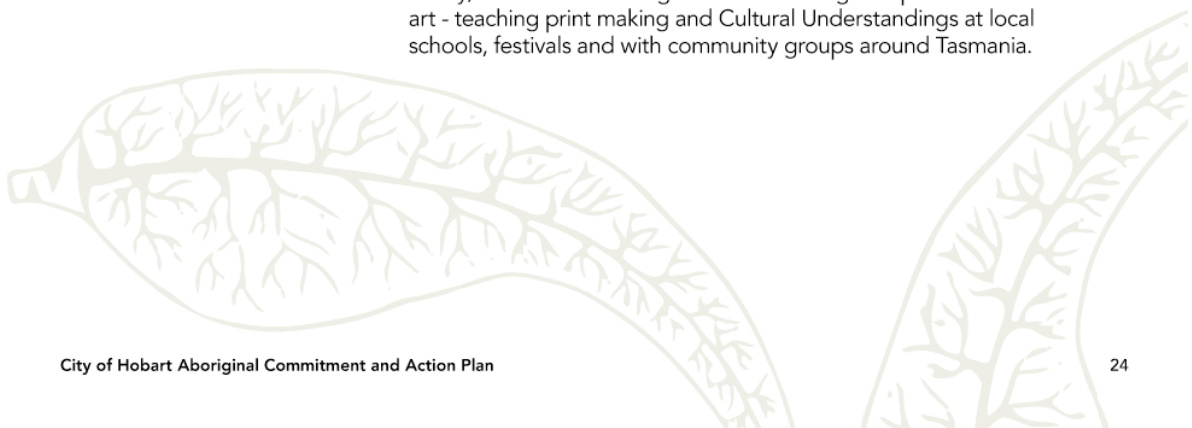 art - teaching print making and Cultural Understandings at local
schools, festivals and with community groups around Tasmania.
City of Hobart Aboriginal Commitment and Action Plan
24